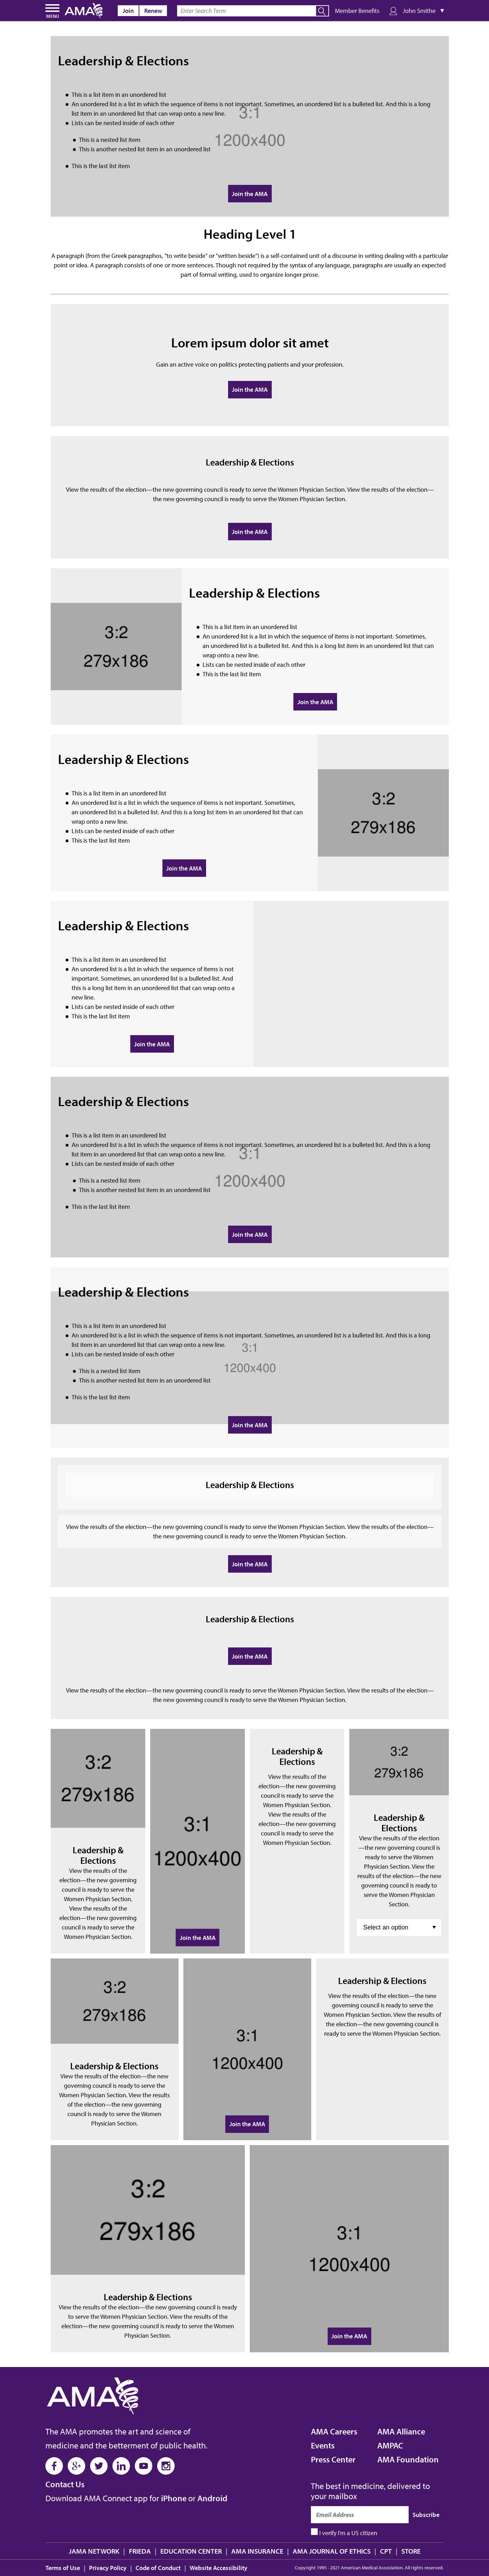 MENU
AMA
Join
Renew
Enter Search Term
Member Benefits
John Smithe
Leadership & Elections
This is a list item in an unordered list
An unordered list is a list in which the sequence of items is not important. Sometimes, an unordered list is a bulleted list. And this is a long
list item in an unordered list that can wrap onto a new line.
3:1
Lists can be nested inside of each other
1200x400
This is a nested list item
This is another nested list item in an unordered list
This is the last list item
Join the AMA
Heading Level 1
A paragraph (from the Greek paragraphos, "to write beside" or "written beside") is a self-contained unit of a discourse in writing dealing with a particular
point or idea. A paragraph consists of one or more sentences. Though not required by the syntax of any language, paragraphs are usually an expected
part of formal writing, used to organize longer prose.
Lorem ipsum dolor sit amet
Gain an active voice on politics protecting patients and your profession.
Join the AMA
Leadership & Elections
View the results of the election—the new governing council is ready to serve the Women Physician Section. View the results of the election—
the new governing council is ready to serve the Women Physician Section.
Join the AMA
3:2
279x186
Leadership & Elections
This is a list item in an unordered list
An unordered list is a list in which the sequence of items is not important. Sometimes,
an unordered list is a bulleted list. And this is a long list item in an unordered list that can
wrap onto a new line.
Lists can be nested inside of each other
This is the last list item
Join the AMA
Leadership & Elections
This is a list item in an unordered list
An unordered list is a list in which the sequence of items is not important. Sometimes,
an unordered list is a bulleted list. And this is a long list item in an unordered list that can
wrap onto a new line.
Lists can be nested inside of each other
This is the last list item
Join the AMA
3:2
279x186
Leadership & Elections
This is a list item in an unordered list
An unordered list is a list in which the sequence of items is not
important. Sometimes, an unordered list is a bulleted list. And
this is a long list item in an unordered list that can wrap onto a
new line.
Lists can be nested inside of each other
This is the last list item
Join the AMA
Leadership & Elections
This is a list item in an unordered list
An unordered list is a list in which the sequence of items is not important. Sometimes, an unordered list is a bulleted list. And this is a long
list item in an unordered list that can wrap onto a new line.
3:1
Lists can be nested inside of each other
1200x400
This is a nested list item
This is another nested list item in an unordered list
This is the last list item
Join the AMA
Leadership & Elections
This is a list item in an unordered list
An unordered list is a list in which the sequence of items is not important. Sometimes, an unordered list is a bulleted list. And this is a long
list item in an unordered list that can wrap onto a new line.
3:1
Lists can be nested inside of each other
1200x400
This is a nested list item
This is another nested list item in an unordered list
This is the last list item
Join the AMA
Leadership & Elections
View the results of the election—the new governing council is ready to serve the Women Physician Section. View the results of the election—
the new governing council is ready to serve the Women Physician Section.
Join the AMA
Leadership & Elections
Join the AMA
View the results of the election—the new governing council is ready to serve the Women Physician Section. View the results of the election—
the new governing council is ready to serve the Women Physician Section.
3:2
279x186
Leadership &
Elections
View the results of the
election—the new governing
council is ready to serve the
Women Physician Section.
View the results of the
election—the new governing
council is ready to serve the
Women Physician Section.
3:1
1200x400
Join the AMA
Leadership &
Elections
View the results of the
election—the new governing
council is ready to serve the
Women Physician Section.
View the results of the
election—the new governing
council is ready to serve the
Women Physician Section.
3:2
279x186
Leadership &
Elections
View the results of the election
—the new governing council is
ready to serve the Women
Physician Section. View the
results of the election—the new
governing council is ready to
serve the Women Physician
Section.
Select an option
3:2
279x186
Leadership & Elections
View the results of the election—the new
governing council is ready to serve the
Women Physician Section. View the results
of the election—the new governing
council is ready to serve the Women
Physician Section.
3:1
1200x400
Join the AMA
Leadership & Elections
View the results of the election—the new
governing council is ready to serve the
Women Physician Section. View the results of
the election—the new governing council is
ready to serve the Women Physician Section.
3:2
279x186
Leadership & Elections
View the results of the election—the new governing council is ready
to serve the Women Physician Section. View the results of the
election—the new governing council is ready to serve the Women
Physician Section.
3:1
1200x400
Join the AMA
AMA
The AMA promotes the art and science of
medicine and the betterment of public health.
Contact Us
Download AMA Connect app for iPhone or Android
AMA Careers
AMA Alliance
Events
AMPAC
Press Center
AMA Foundation
The best in medicine, delivered to
your mailbox
Email Address
Subscribe
I verify I'm a US citizen
JAMA NETWORK | FRIEDA | EDUCATION CENTER | AMA INSURANCE | AMA JOURNAL OF ETHICS | CPT | STORE
Terms of Use | Privacy Policy | Code of Conduct | Website Accessibility
Copyright 1995 - 2021 American Medical Association. All rights reserved.